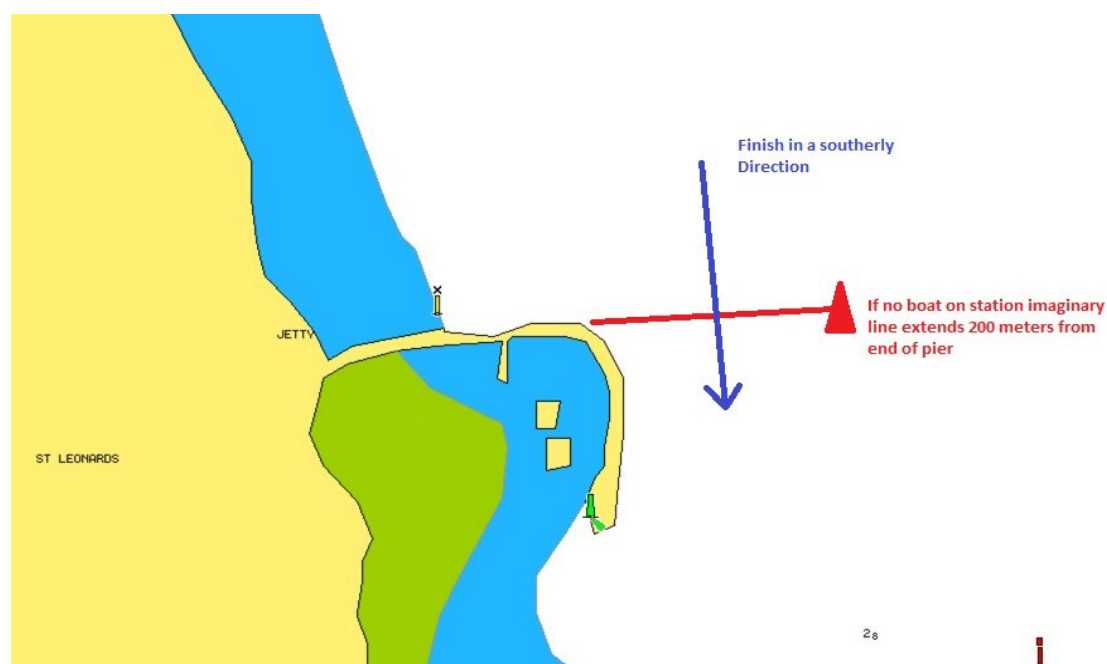 Finish in a southerly
Direction
If no boat on station imaginary
line extends 200 meters from
end of pier
JETTY
ST LEONARDS
2₈